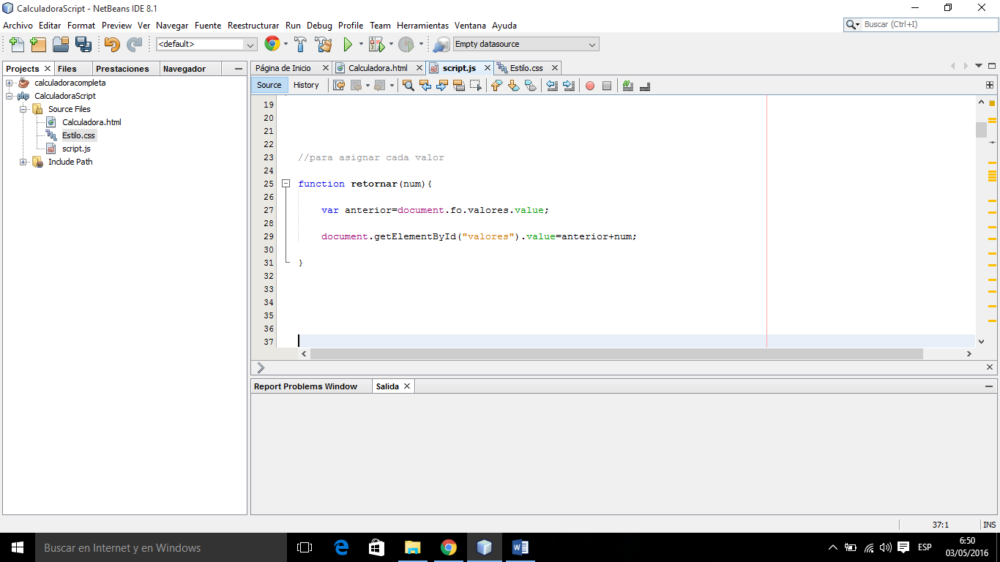 CalculadoraScript - NetBeans IDE 8.1
Archivo Editar Format Preview Ver Navegar Fuente Reestructurar Run Debug Profile Team Herramientas Ventana Ayuda
Buscar (Ctrl+I)
<default>
Empty datasource
Projects Files Prestaciones Navegador
calculadoracompleta
CalculadoraScript
Source Files
Calculadora.html
Estilo.css
script.js
Include Path
Página de Inicio Calculadora.html script.js Estilo.css
Source History
19
20
21
22
23 //para asignar cada valor
24
25 function retornar(num){
26
27 var anterior=document.fo.valores.value;
28
29 document.getElementById("valores").value=anterior+num;
30
31 }
32
33
34
35
36
37
Report Problems Window Salida
37:1 INS
Buscar en Internet y en Windows
ESP
6:50
03/05/2016